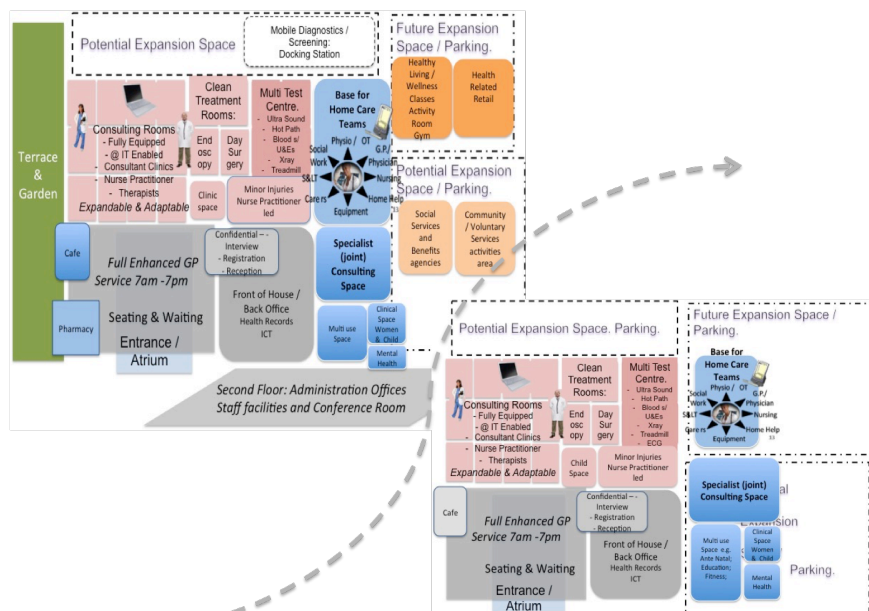 Potential Expansion Space
Mobile Diagnostics /
Screening:
Docking Station
Future Expansion
Space / Parking.
Healthy
Living /
Wellness
Classes
Activity
Room
Gym
Health
Related
Retail
Terrace
&
Garden
Consulting Rooms
- Fully Equipped
- @ IT Enabled
- Consultant Clinics
- Nurse Practitioner
- Therapists
Expandable & Adaptable
Clean
Treatment
Rooms:
End
osc
opy
Day
Sur
gery
Clinic
space
Multi Test
Centre.
- Ultra Sound
- Hot Path
- Blood s/
U&Es
- Xray
- Treadmill
Minor Injuries
Nurse Practitioner
led
Base for
Home Care
Teams
Physio / OT
Social
Work
G.P./
Physician
S&LT
Nursing
Care rs
Home Help
Equipment
13
Potential Expansion
Space / Parking.
Social
Services
and
Benefits
agencies
Community
/ Voluntary
Services
activities
area
Cafe
Full Enhanced GP
Service 7am -7pm
Pharmacy
Seating & Waiting
Entrance /
Atrium
Confidential – -
Interview
- Registration
- Reception
Front of House /
Back Office
Health Records
ICT
Specialist
(joint)
Consulting
Space
Multi use
Space
Clinical
Space
Women
& Child
Mental
Health
Second Floor: Administration Offices
Staff facilities and Conference Room
Potential Expansion Space. Parking.
Future Expansion Space /
Parking.
Consulting Rooms
- Fully Equipped
- @ IT Enabled
- Consultant Clinics
- Nurse Practitioner
- Therapists
Expandable & Adaptable
Clean
Treatment
Rooms:
End
osc
opy
Day
Sur
gery
Child
Space
Multi Test
Centre.
- Ultra Sound
- Hot Path
- Blood s/
U&Es
- Xray
- Treadmill
- ECG
Minor Injuries
Nurse Practitioner
led
Base for
Home Care
Teams
Physio / OT
Social
Work
G.P./
Physician
S&LT
Nursing
Care rs
Home Help
Equipment
13
Cafe
Full Enhanced GP
Service 7am -7pm
Seating & Waiting
Entrance /
Atrium
Confidential – -
Interview
- Registration
- Reception
Front of House /
Back Office
Health Records
ICT
Specialist (joint)
Consulting Space
Expansion
Parking.
Multi use
Space e.g.
Ante Natal;
Education;
Fitness;
Clinical
Space
Women
& Child
Mental
Health